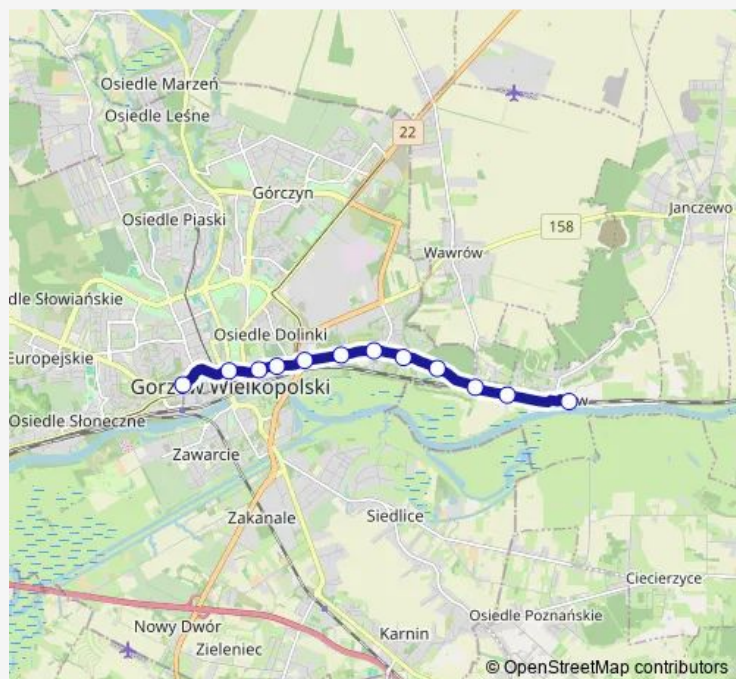 Osiedle Marzeń
Osiedle Leśne
22
Górczyn
Janczewo
Osiedle Piaski
158
Wawrów
dle Słowiańskie
Osiedle Dolinki
Europejskie
Gorzów Wielkopolski
w
Osiedle Słoneczne
Zawarcie
Siedlice
Zakanale
Ciecierzyce
Osiedle Poznańskie
Nowy Dwór
Karnin
Zieleniec
© OpenStreetMap contributors